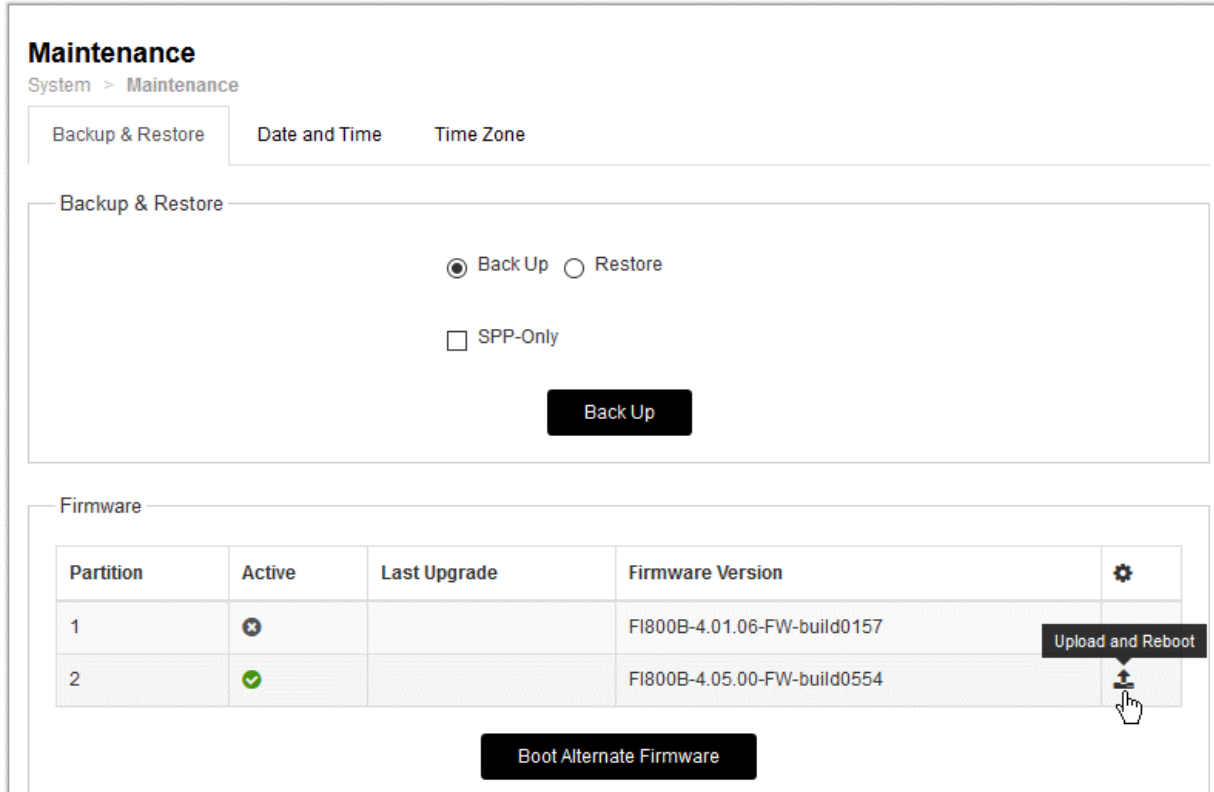 Maintenance
System > Maintenance
Backup & Restore Date and Time Time Zone
Backup & Restore
Back Up Restore
SPP-Only
Back Up
Firmware
Partition Active Last Upgrade Firmware Version
1 FI800B-4.01.06-FW-build0157
Upload and Reboot
2 FI800B-4.05.00-FW-build0554
Boot Alternate Firmware